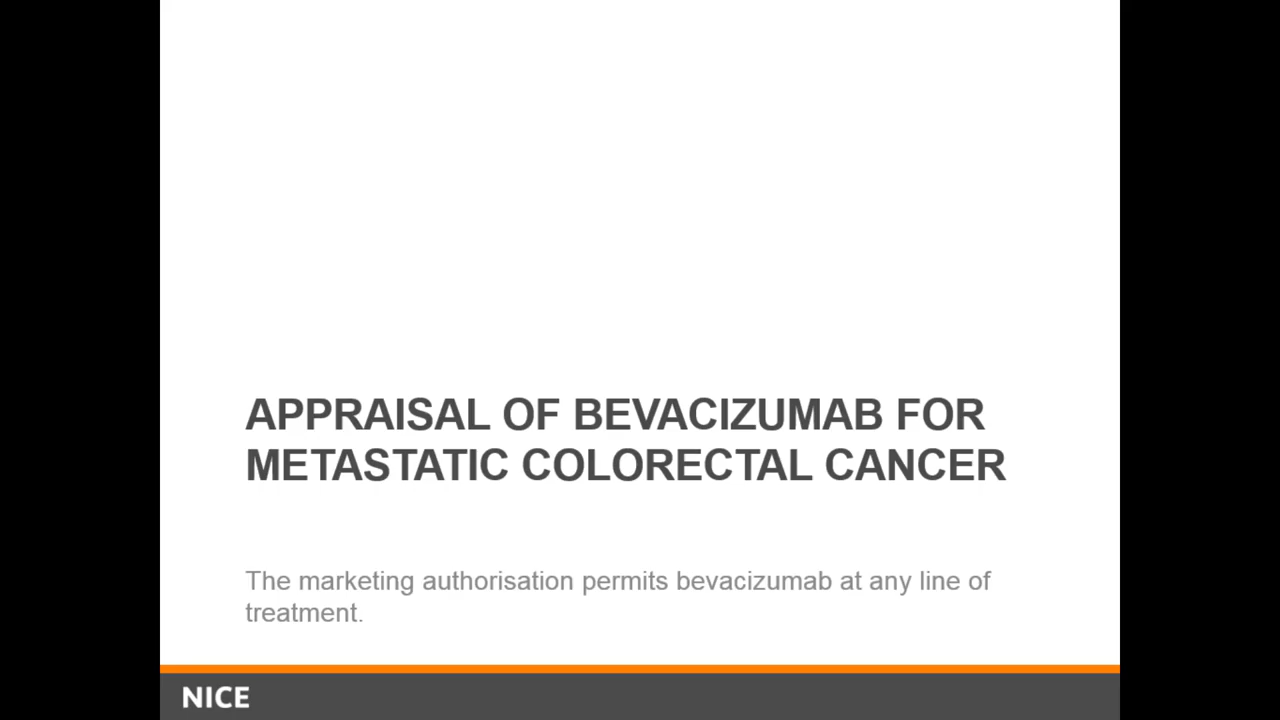 APPRAISAL OF BEVACIZUMAB FOR
METASTATIC COLORECTAL CANCER
The marketing authorisation permits bevacizumab at any line of
treatment.
NICE